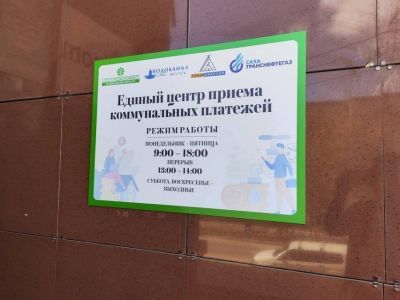 ВОДОКАНАЛ
ЯКУТСК
САХА
ТРАНСНЕФТЕГАЗ
Единый центр приема
коммунальных платежей
РЕЖИМ РАБОТЫ
ПОНЕДЕЛЬНИК – ПЯТНИЦА
9:00 – 18:00
ПЕРЕРЫВ
13:00 – 14:00
СУББОТА, ВОСКРЕСЕНЬЕ –
ВЫХОДНЫЕ